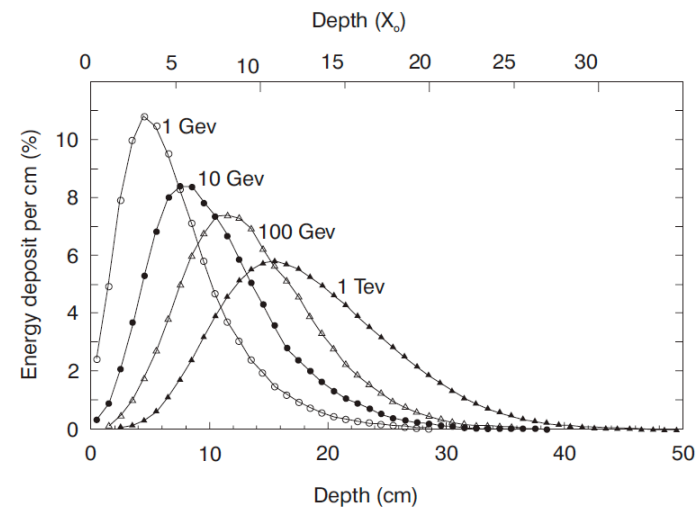 Depth (Xₒ)
0 5 10 15 20 25 30
Energy deposit per cm (%)
10
8
6
4
2
0
1 Gev
10 Gev
100 Gev
1 Tev
0 10 20 30 40 50
Depth (cm)